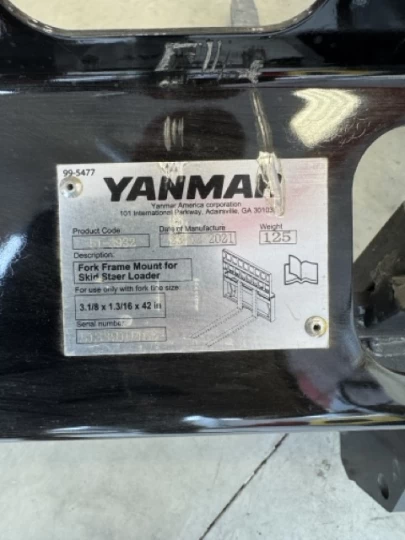 99-5477
YANMAR
Yanmar America corporation
101 International Parkway, Adairsville, GA 30103
Product Code
Date of Manufacture
Weight
2021
125
Description:
Fork Frame Mount for
Skid Staer Loader
For use only with fork tine size:
3.1/8 x 1.3/16 x 42 in
Serial number